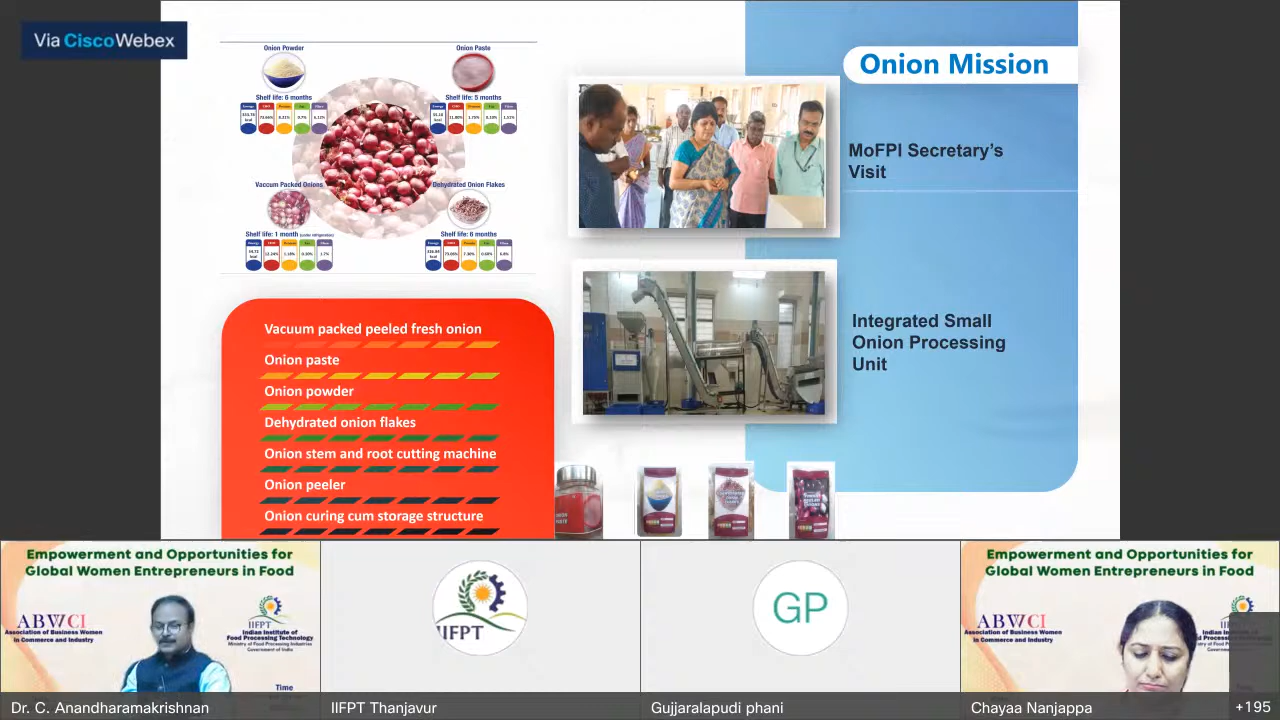 Via CiscoWebex
Onion Powder
Shelf life: 6 months
Onion Paste
Shelf life: 5 months
Vaccum Packed Onions
Shelf life: 1 month (under refrigeration)
Dehydrated Onion Flakes
Shelf life: 6 months
Vacuum packed peeled fresh onion
Onion paste
Onion powder
Dehydrated onion flakes
Onion stem and root cutting machine
Onion peeler
Onion curing cum storage structure
Onion Mission
MoFPI Secretary's
Visit
Integrated Small
Onion Processing
Unit
Empowerment and Opportunities for
Global Women Entrepreneurs in Food
ABWCI
Association of Business Women
in Commerce and Industry
IIFPT
Indian Institute of
Food Processing Technology
Ministry of Food Processing Industries
Government of India
Time
Dr. C. Anandharamakrishnan
IIFPT
IIFPT Thanjavur
GP
Gujjaralapudi phani
Empowerment and Opportunities for
Global Women Entrepreneurs in Food
ABWCI
Association of Business Women
in Commerce and Industry
Chayaa Nanjappa
+195